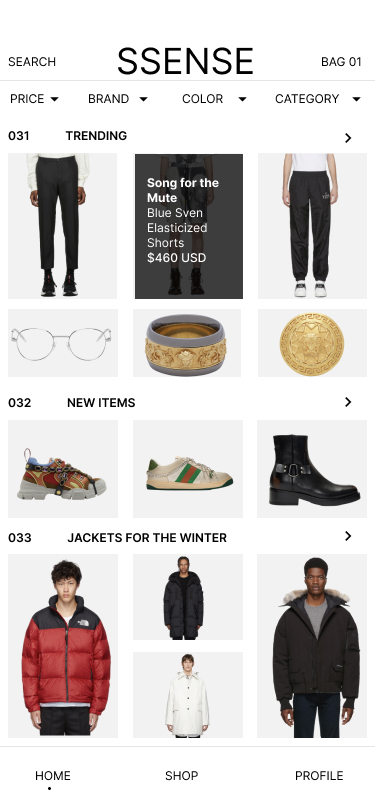 SEARCH
SSENSE
BAG 01
PRICE
BRAND
COLOR
CATEGORY
031 TRENDING
Song for the
Mute
Blue Sven
Elasticized
Shorts
$460 USD
032 NEW ITEMS
033 JACKETS FOR THE WINTER
HOME
SHOP
PROFILE